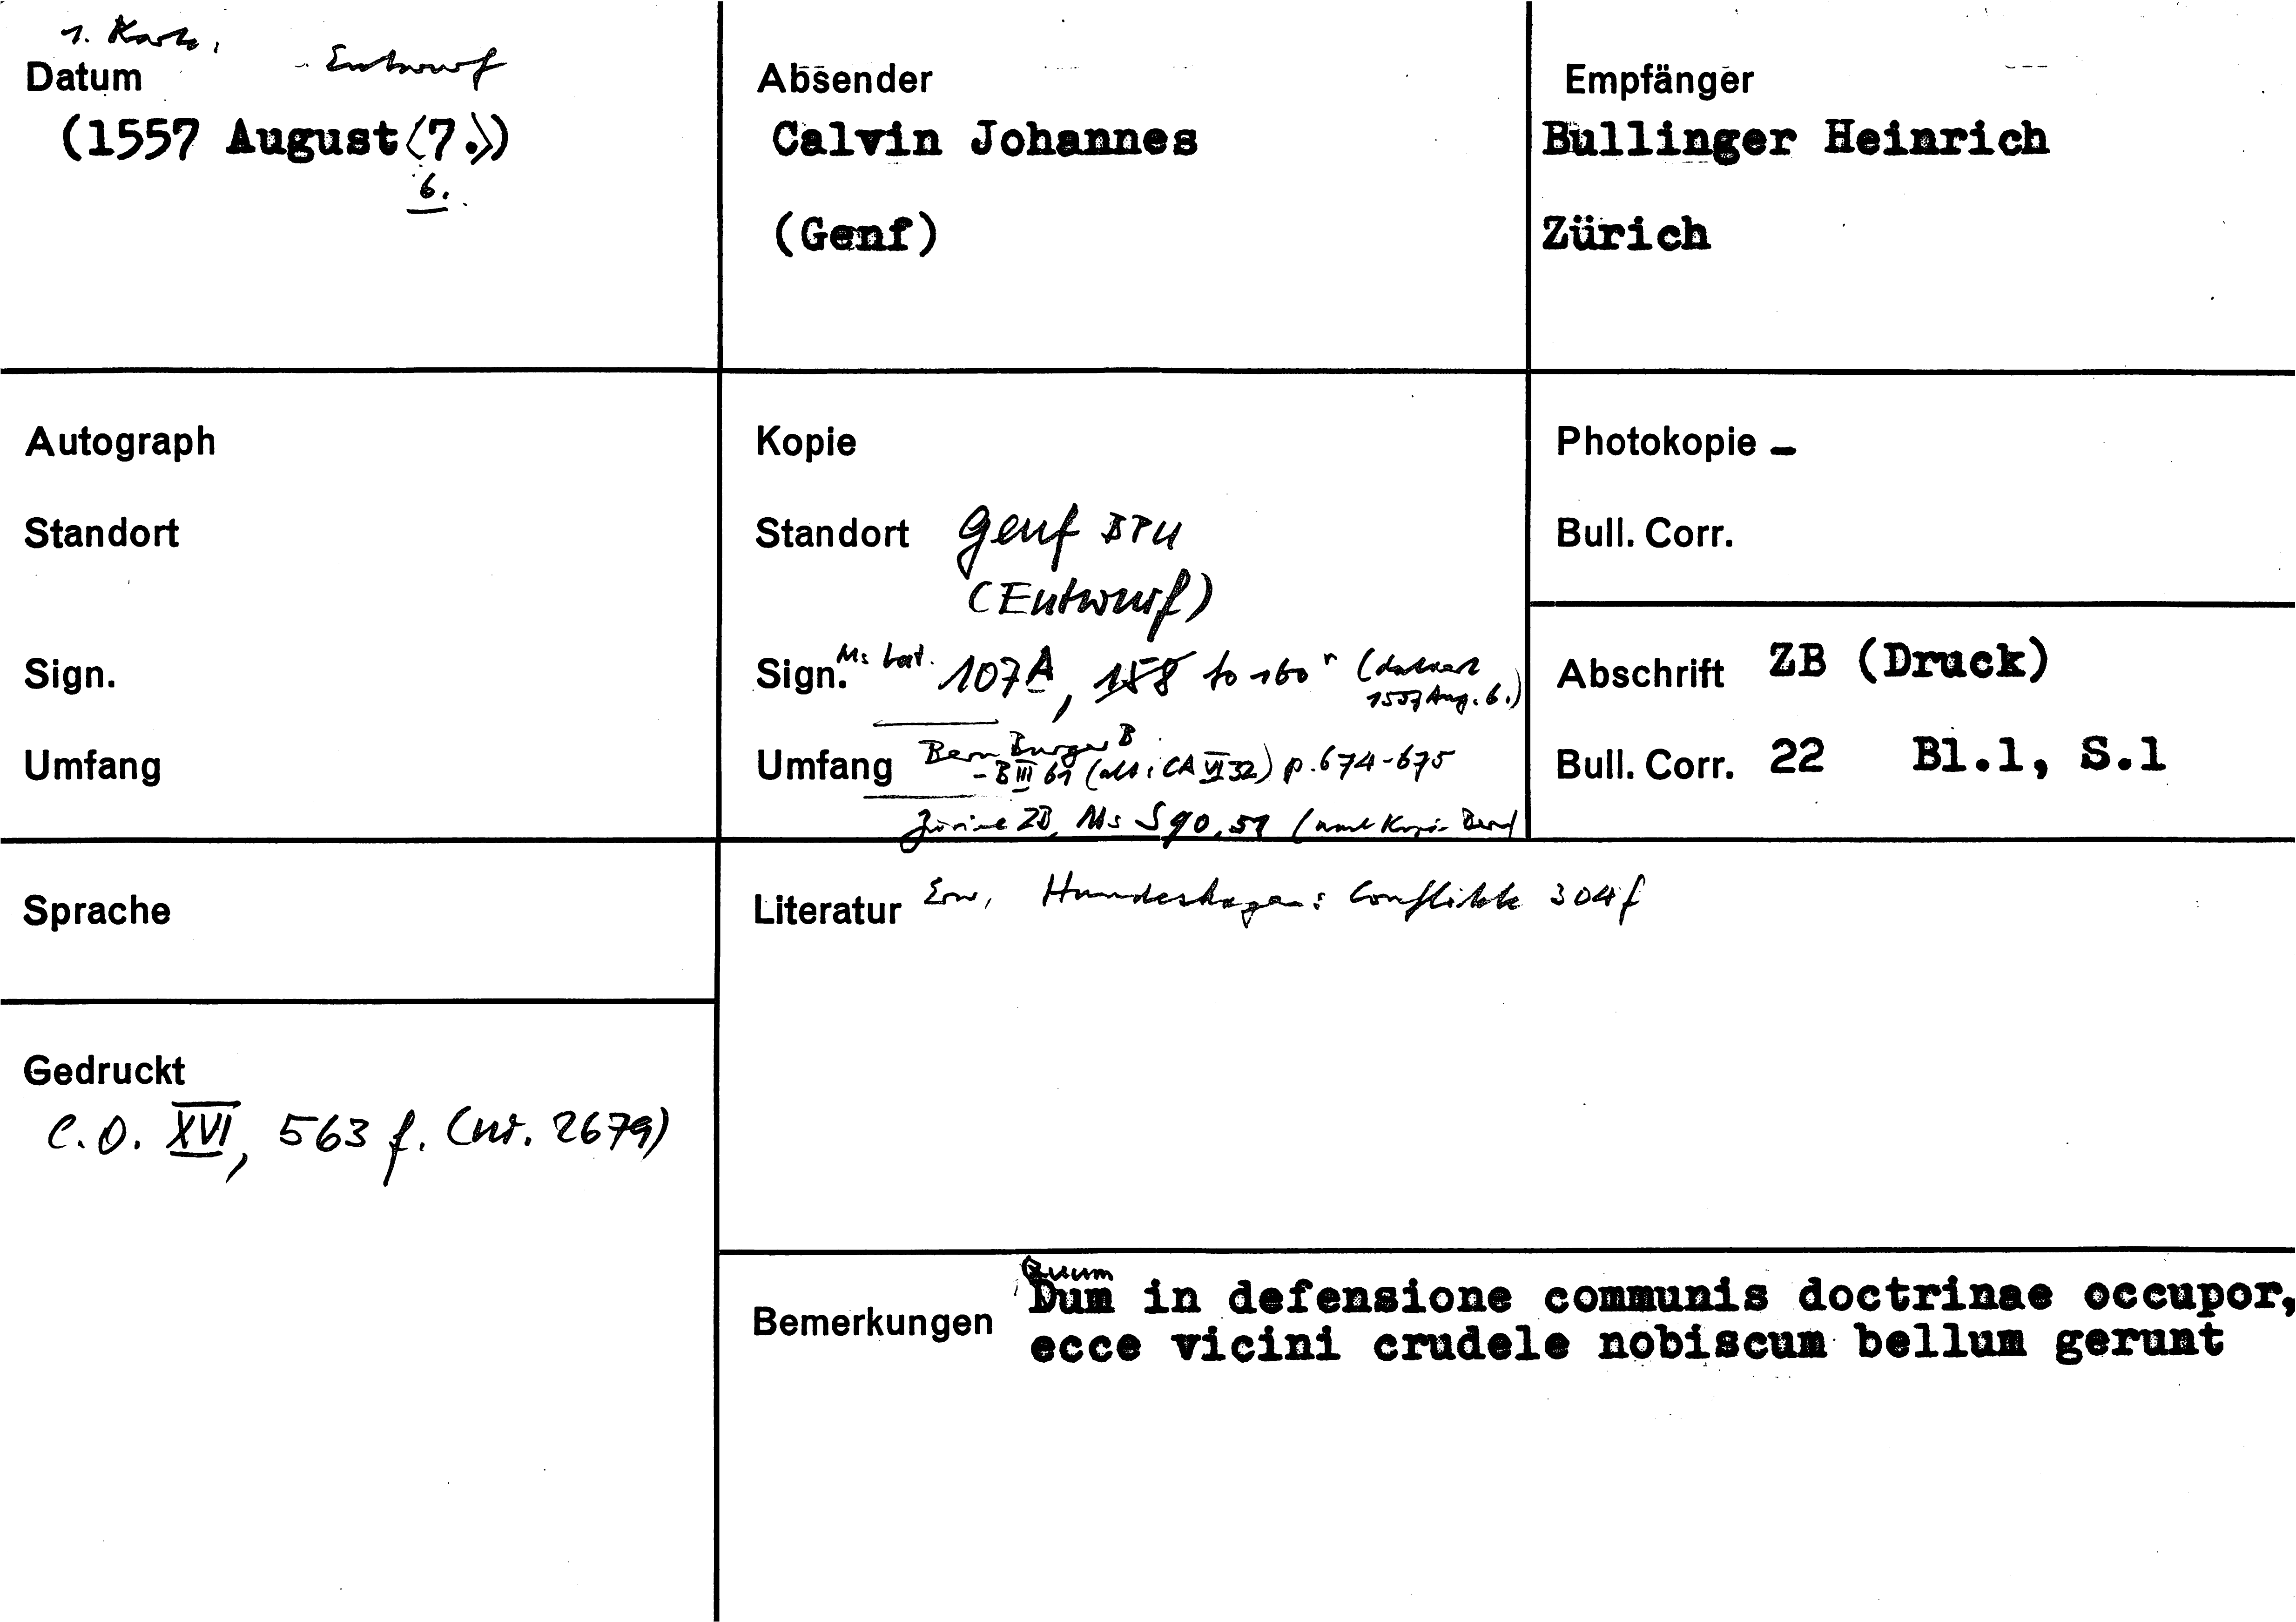 1. Karte, - Entwurf
Datum
(1557 August⟨7.⟩)
6.
Absender
Calvin Johannes
(Genf)
Empfänger
Bullinger Heinrich
Zürich
Autograph
Standort
Sign.
Umfang
Kopie
Standort Genf BPU
(Entwurf)
Sign. Ms lat. 107A, 158 fo 160r (datiert
1557 Aug. 6.)
Umfang Bern Burger B
- B III 61 (alt: CA VI 32) p. 674-675
Zürich ZB, Ms S 90, 51 (nach Kopie Bern)
Photokopie -
Bull. Corr.
Abschrift ZB (Druck)
Bull. Corr. 22 Bl.1, S.1
Sprache
Literatur Erw. Hundeshagen: Conflikte 304f
Gedruckt
C.O. XVI, 563 f. (nr. 2679)
Quum
Bemerkungen Dum in defensione communis doctrinae occupor,
ecce vicini crudele nobiscum bellum gerunt